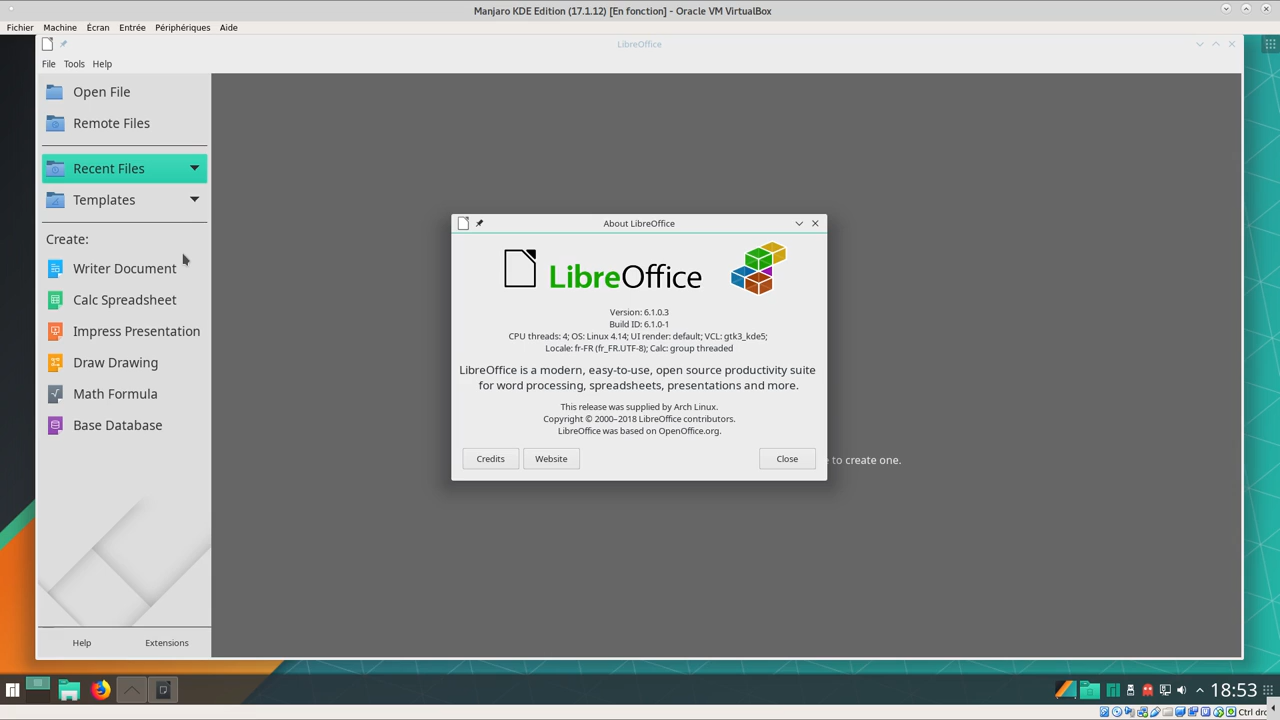 Manjaro KDE Edition (17.1.12) [En fonction] - Oracle VM VirtualBox
Fichier Machine Écran Entrée Périphériques Aide
LibreOffice
File Tools Help
Open File
Remote Files
Recent Files
Templates
Create:
Writer Document
Calc Spreadsheet
Impress Presentation
Draw Drawing
Math Formula
Base Database
Help Extensions
About LibreOffice
LibreOffice
Version: 6.1.0.3
Build ID: 6.1.0-1
CPU threads: 4; OS: Linux 4.14; UI render: default; VCL: gtk3_kde5;
Locale: fr-FR (fr_FR.UTF-8); Calc: group threaded
LibreOffice is a modern, easy-to-use, open source productivity suite
for word processing, spreadsheets, presentations and more.
This release was supplied by Arch Linux.
Copyright © 2000–2018 LibreOffice contributors.
LibreOffice was based on OpenOffice.org.
Credits Website Close
to create one.
18:53
Ctrl